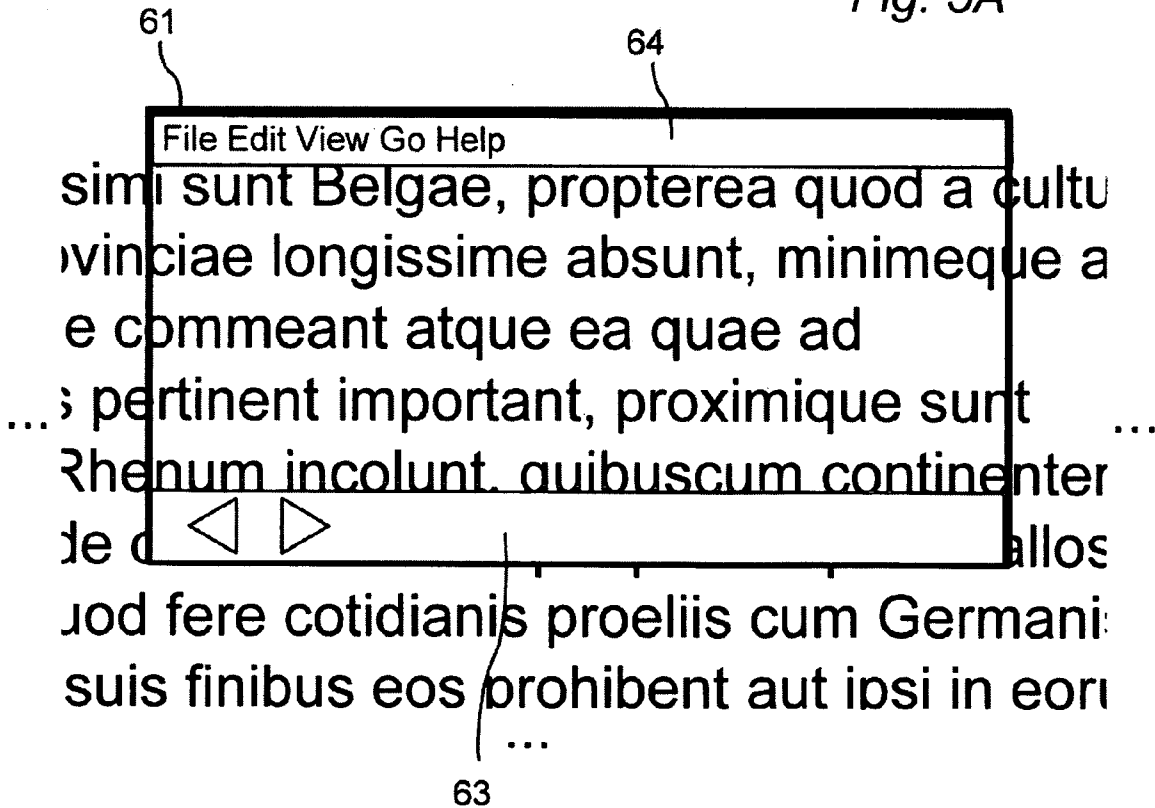 Fig. 5A
61
64
File Edit View Go Help
simi sunt Belgae, propterea quod a cultu
ovinciae longissime absunt, minimeque a
e commeant atque ea quae ad
s pertinent important, proximique sunt
... ...
Rhenum incolunt, quibuscum continenter
de allos
uod fere cotidianis proeliis cum Germani
suis finibus eos prohibent aut ipsi in eoru
...
63